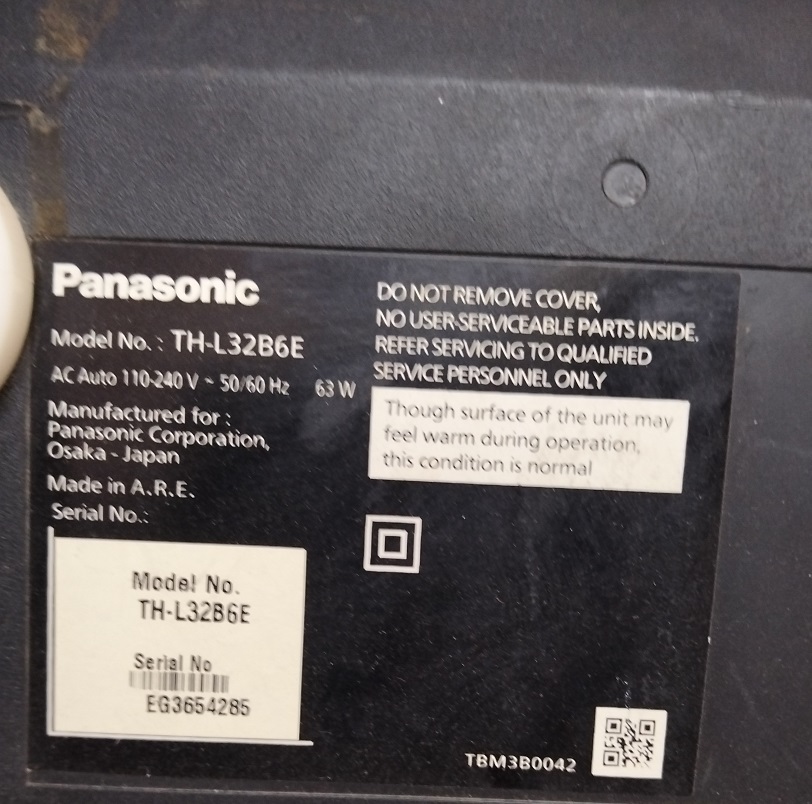 Panasonic
Model No. : TH-L32B6E
AC Auto 110-240 V ~ 50/60 Hz 63 W
Manufactured for :
Panasonic Corporation,
Osaka - Japan
Made in A.R.E.
Serial No.:
Model No.
TH-L32B6E
Serial No
EG3654285
DO NOT REMOVE COVER,
NO USER-SERVICEABLE PARTS INSIDE.
REFER SERVICING TO QUALIFIED
SERVICE PERSONNEL ONLY
Though surface of the unit may
feel warm during operation,
this condition is normal
TBM3B0042